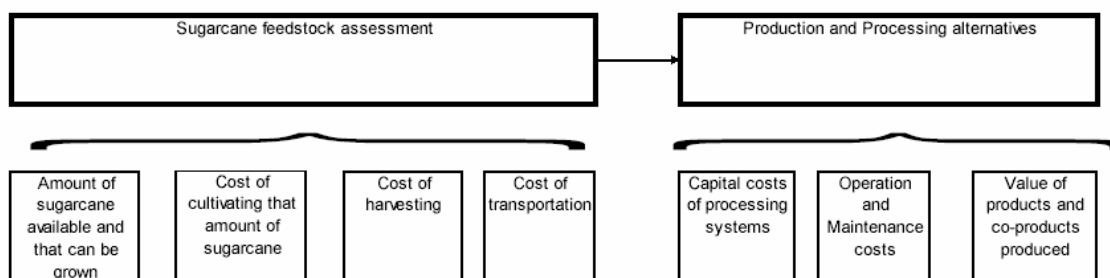 Sugarcane feedstock assessment
Production and Processing alternatives
Amount of
sugarcane
available and
that can be
grown
Cost of
cultivating that
amount of
sugarcane
Cost of
harvesting
Cost of
transportation
Capital costs
of processing
systems
Operation
and
Maintenance
costs
Value of
products and
co-products
produced